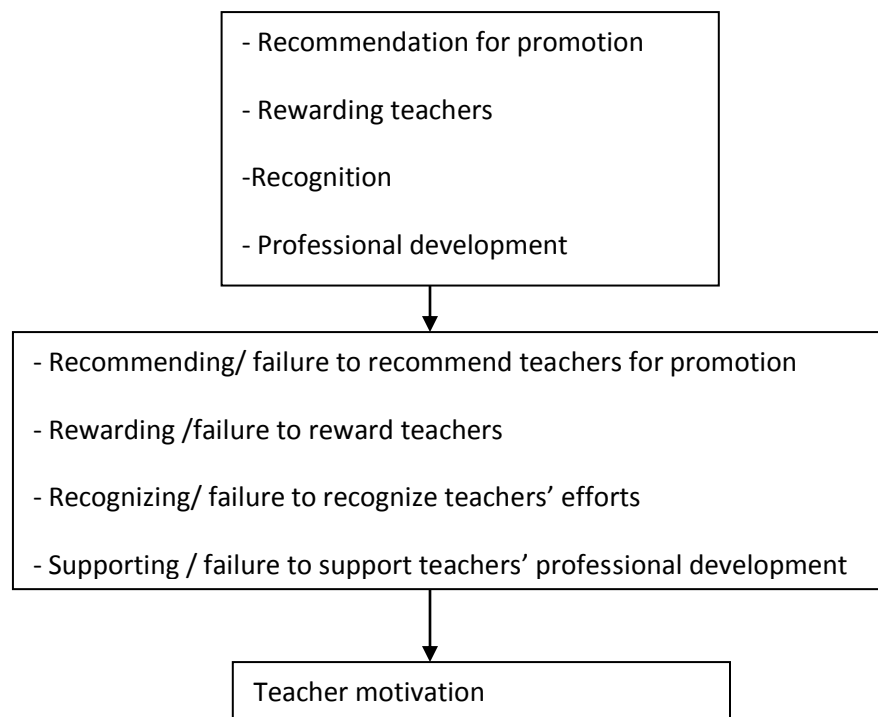 - Recommendation for promotion
- Rewarding teachers
-Recognition
- Professional development
- Recommending/ failure to recommend teachers for promotion
- Rewarding /failure to reward teachers
- Recognizing/ failure to recognize teachers’ efforts
- Supporting / failure to support teachers’ professional development
Teacher motivation